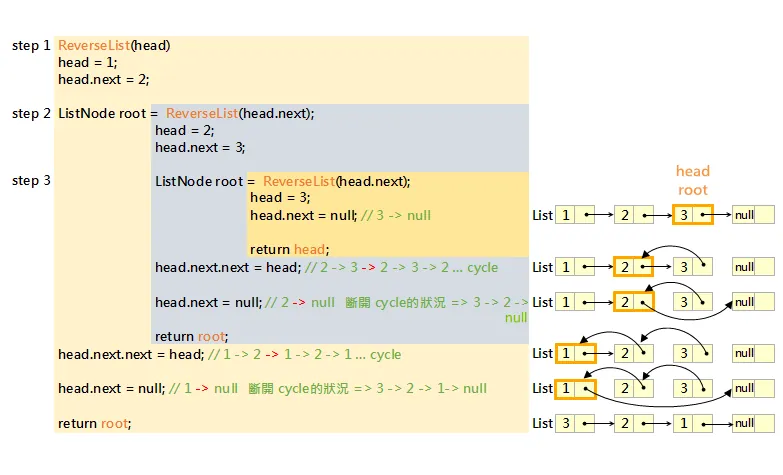 step 1 ReverseList(head)
head = 1;
head.next = 2;
step 2 ListNode root = ReverseList(head.next);
head = 2;
head.next = 3;
head
root
step 3 ListNode root = ReverseList(head.next);
head = 3;
head.next = null; // 3 -> null List 1 2 3 null
return head;
head.next.next = head; // 2 -> 3 -> 2 -> 3 -> 2 ... cycle List 1 2 3 null
head.next = null; // 2 -> null 斷開 cycle的狀況 => 3 -> 2 -> List 1 2 3 null
null
return root;
head.next.next = head; // 1 -> 2 -> 1 -> 2 -> 1 ... cycle List 1 2 3 null
head.next = null; // 1 -> null 斷開 cycle的狀況 => 3 -> 2 -> 1-> null List 1 2 3 null
return root; List 3 2 1 null